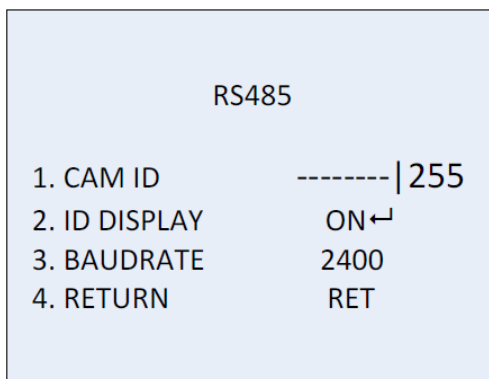 RS485
1. CAM ID --------|255
2. ID DISPLAY ON↵
3. BAUDRATE 2400
4. RETURN RET